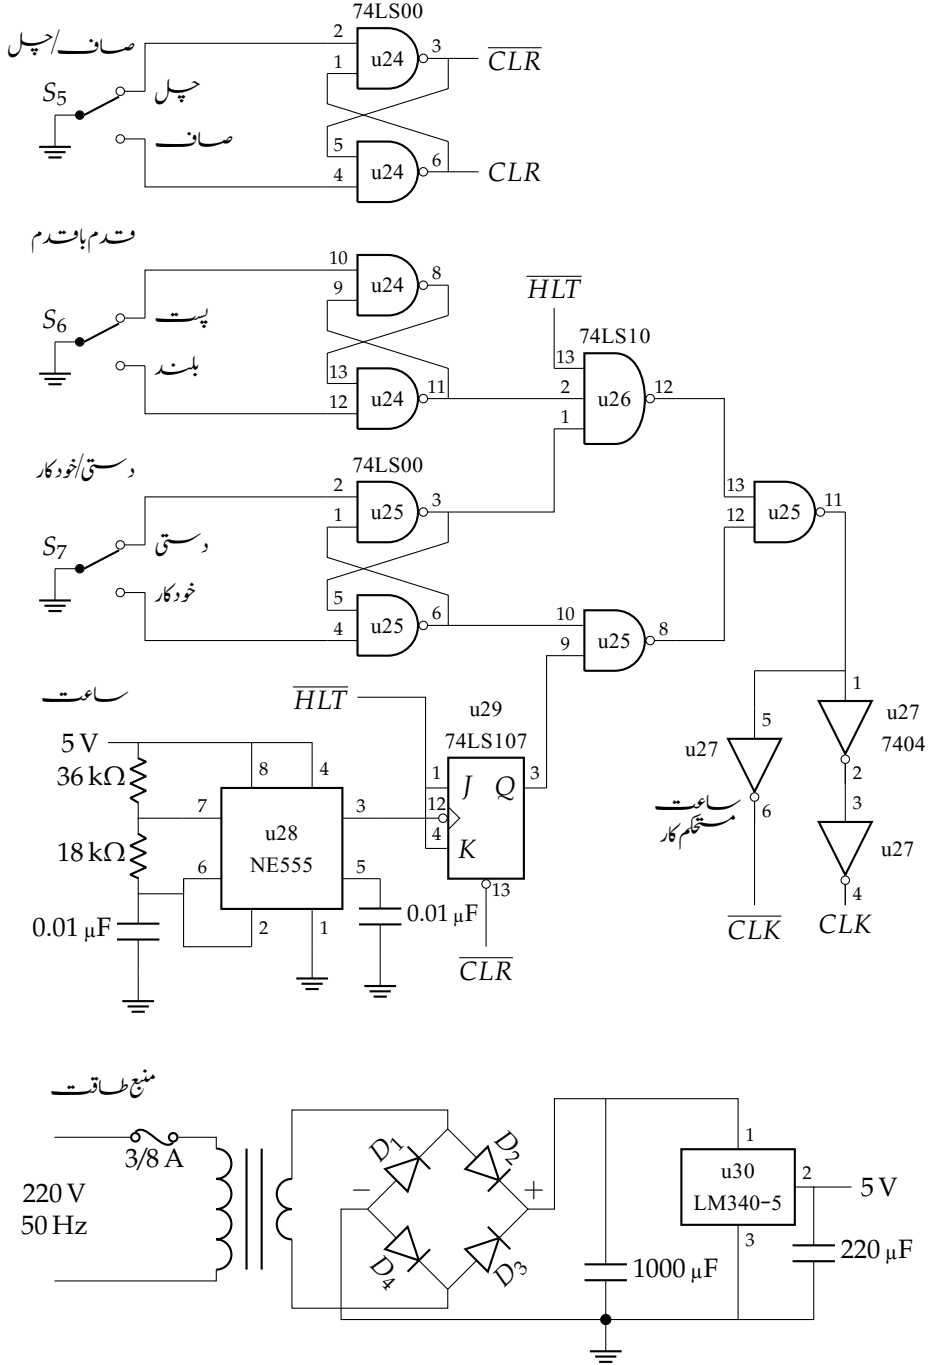 74LS00
صاف/چل
2
1
u24
3
CLR
S5
چل
صاف
5
4
u24
6
CLR
قدم با قدم
10
9
u24
8
HLT
S6
پست
بلند
74LS10
13
2
1
u26
12
13
12
u24
11
دستی/خودکار
74LS00
2
1
u25
3
13
12
u25
11
S7
دستی
خودکار
5
4
u25
6
10
9
u25
8
ساعت
HLT
u29
74LS107
5 V
36 kΩ
18 kΩ
0.01 µF
8
4
7
3
u28
NE555
6
5
2
1
0.01 µF
1
12
4
J
Q
K
3
13
CLR
1
u27
7404
2
5
u27
6
ساعت
مستحکم کار
3
u27
4
CLK
CLK
منبع طاقت
3/8 A
220 V
50 Hz
D1
D2
−
+
D4
D3
1
u30
LM340-5
2
5 V
3
1000 µF
220 µF